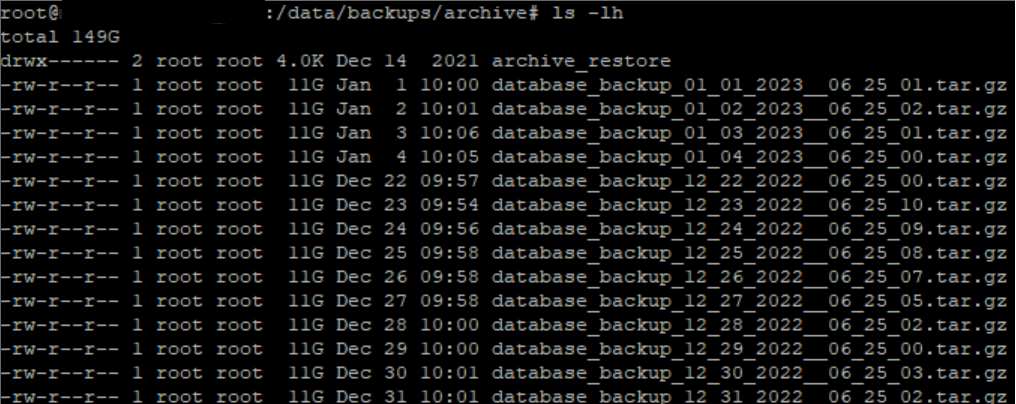 root@ :/data/backups/archive# ls -lh
total 149G
drwx------ 2 root root 4.0K Dec 14  2021 archive_restore
-rw-r--r-- 1 root root  11G Jan  1 10:00 database_backup_01_01_2023__06_25_01.tar.gz
-rw-r--r-- 1 root root  11G Jan  2 10:01 database_backup_01_02_2023__06_25_02.tar.gz
-rw-r--r-- 1 root root  11G Jan  3 10:06 database_backup_01_03_2023__06_25_01.tar.gz
-rw-r--r-- 1 root root  11G Jan  4 10:05 database_backup_01_04_2023__06_25_00.tar.gz
-rw-r--r-- 1 root root  11G Dec 22 09:57 database_backup_12_22_2022__06_25_00.tar.gz
-rw-r--r-- 1 root root  11G Dec 23 09:54 database_backup_12_23_2022__06_25_10.tar.gz
-rw-r--r-- 1 root root  11G Dec 24 09:56 database_backup_12_24_2022__06_25_09.tar.gz
-rw-r--r-- 1 root root  11G Dec 25 09:58 database_backup_12_25_2022__06_25_08.tar.gz
-rw-r--r-- 1 root root  11G Dec 26 09:58 database_backup_12_26_2022__06_25_07.tar.gz
-rw-r--r-- 1 root root  11G Dec 27 09:58 database_backup_12_27_2022__06_25_05.tar.gz
-rw-r--r-- 1 root root  11G Dec 28 10:00 database_backup_12_28_2022__06_25_02.tar.gz
-rw-r--r-- 1 root root  11G Dec 29 10:00 database_backup_12_29_2022__06_25_00.tar.gz
-rw-r--r-- 1 root root  11G Dec 30 10:01 database_backup_12_30_2022__06_25_03.tar.gz
-rw-r--r-- 1 root root  11G Dec 31 10:01 database_backup_12_31_2022__06_25_02.tar.gz